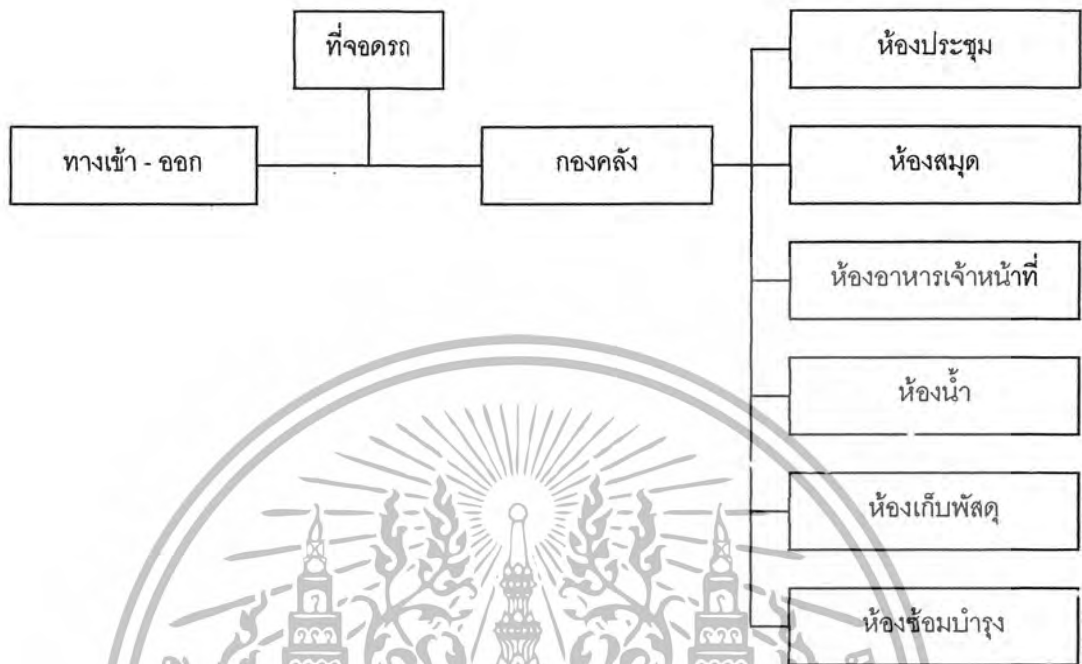 ที่จอดรถ
ทางเข้า - ออก
กองคลัง
ห้องประชุม
ห้องสมุด
ห้องอาหารเจ้าหน้าที่
ห้องน้ำ
ห้องเก็บพัสดุ
ห้องซ้อมบำรุง